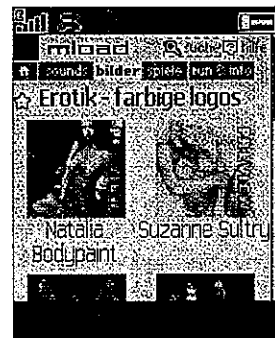 mload suche hilfe
sounds bilder spiele fun & info
Erotik - farbige logos
Natalia Suzanne Sultry
Bodypaint